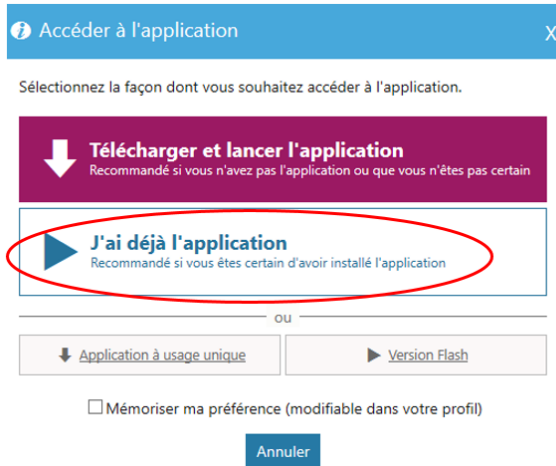 Accéder à l'application
X
Sélectionnez la façon dont vous souhaitez accéder à l'application.
Télécharger et lancer l'application
Recommandé si vous n'avez pas l'application ou que vous n'êtes pas certain
J'ai déjà l'application
Recommandé si vous êtes certain d'avoir installé l'application
ou
Application à usage unique
Version Flash
Mémoriser ma préférence (modifiable dans votre profil)
Annuler